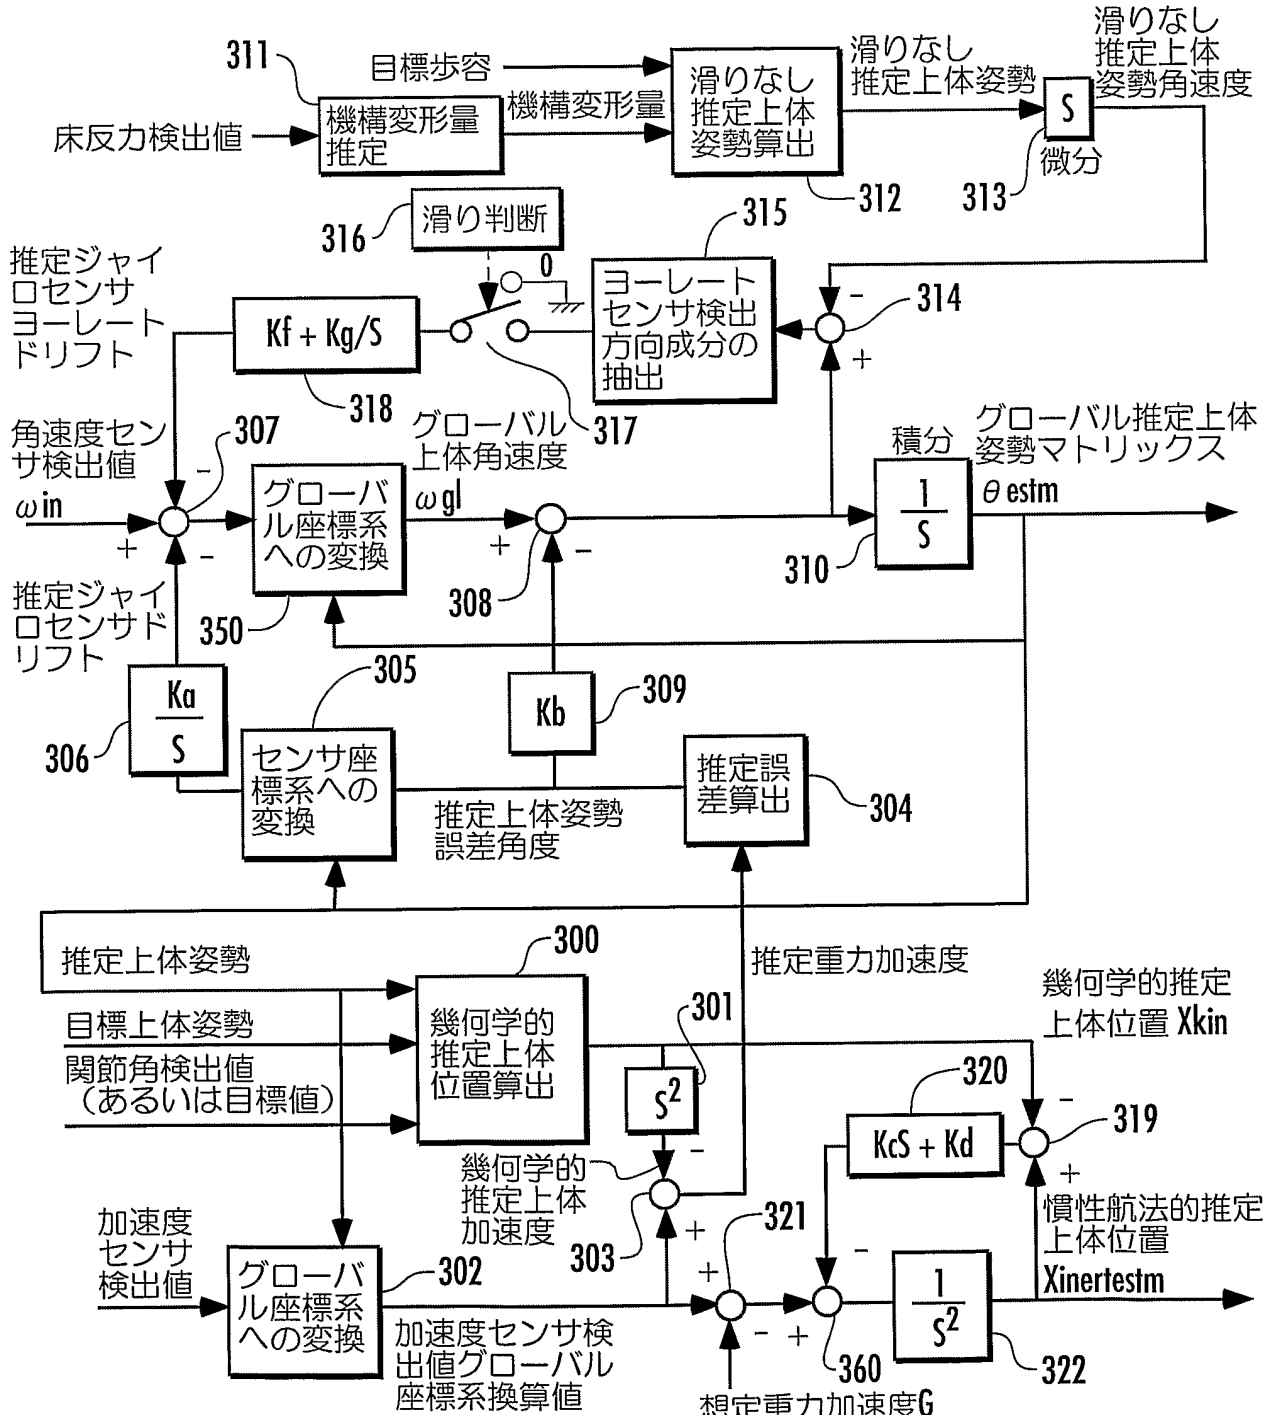 滑りなし
推定上体
姿勢角速度
滑りなし
推定上体姿勢
311
目標歩容
機構変形量
滑りなし
推定上体
姿勢算出
S
床反力検出値
機構変形量
推定
微分
312
313
315
316
滑り判断
0
推定ジャイ
ロセンサ
ヨーレート
ドリフト
Kf + Kg/S
ヨーレート
センサ検出
方向成分の
抽出
-
314
+
318
317
角速度セン
サ検出値
ωin
307
-
+
-
グローバル
上体角速度
ωgl
グローバ
ル座標系
への変換
+
-
308
積分
1
S
310
グローバル推定上体
姿勢マトリックス
θestm
推定ジャイ
ロセンサド
リフト
350
305
Ka
S
306
Kb
309
センサ座
標系への
変換
推定上体姿勢
誤差角度
推定誤
差算出
304
推定上体姿勢
300
推定重力加速度
幾何学的推定
上体位置 Xkin
目標上体姿勢
関節角検出値
（あるいは目標値）
幾何学的
推定上体
位置算出
301
S2
320
KcS + Kd
-
319
+
幾何学的
推定上体
加速度
-
303
+
慣性航法的推定
上体位置
Xinertestm
加速度
センサ
検出値
グローバ
ル座標系
への変換
302
加速度センサ検
出値グローバル
座標系換算値
321
+
-
+
-
360
1
S2
322
想定重力加速度G